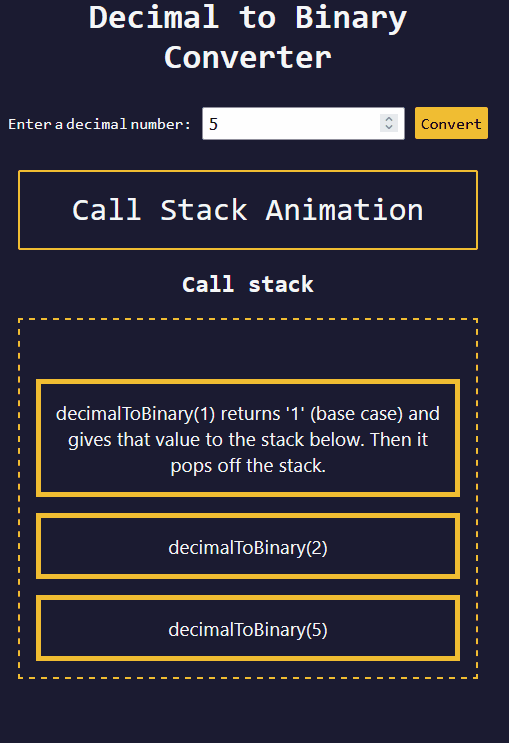 Decimal to Binary
Converter
Enter a decimal number: 5 Convert
Call Stack Animation
Call stack
decimalToBinary(1) returns '1' (base case) and
gives that value to the stack below. Then it
pops off the stack.
decimalToBinary(2)
decimalToBinary(5)